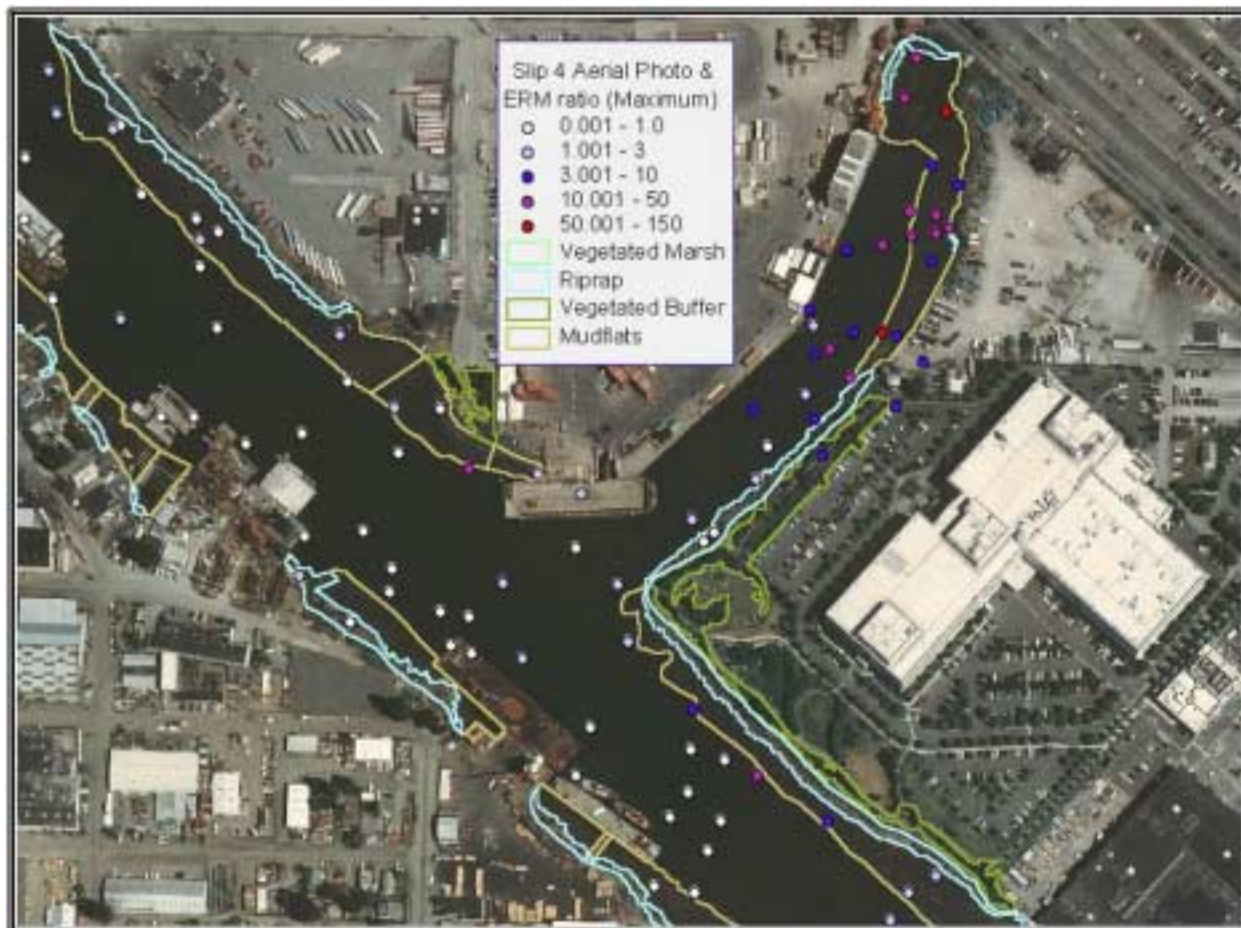 Slip 4 Aerial Photo &
ERM ratio (Maximum)
0.001 - 1.0
1.001 - 3
3.001 - 10
10.001 - 50
50.001 - 150
Vegetated Marsh
Riprap
Vegetated Buffer
Mudflats